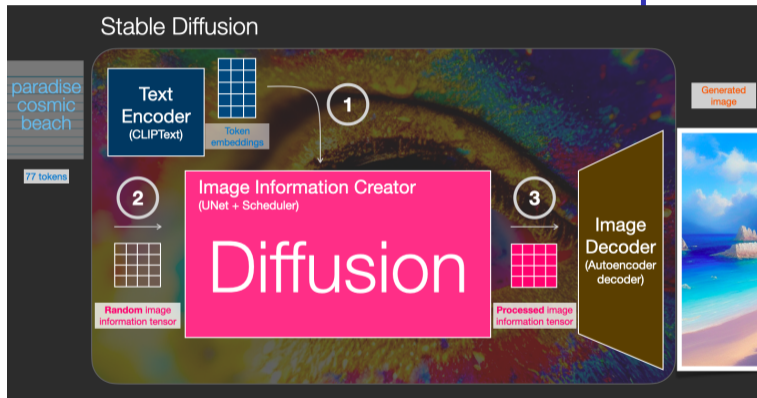 Stable Diffusion
paradise
cosmic
beach
77 tokens
Text
Encoder
(CLIPText)
Token
embeddings
1
2
Random image
information tensor
Image Information Creator
(UNet + Scheduler)
Diffusion
3
Processed image
information tensor
Image
Decoder
(Autoencoder
decoder)
Generated
image